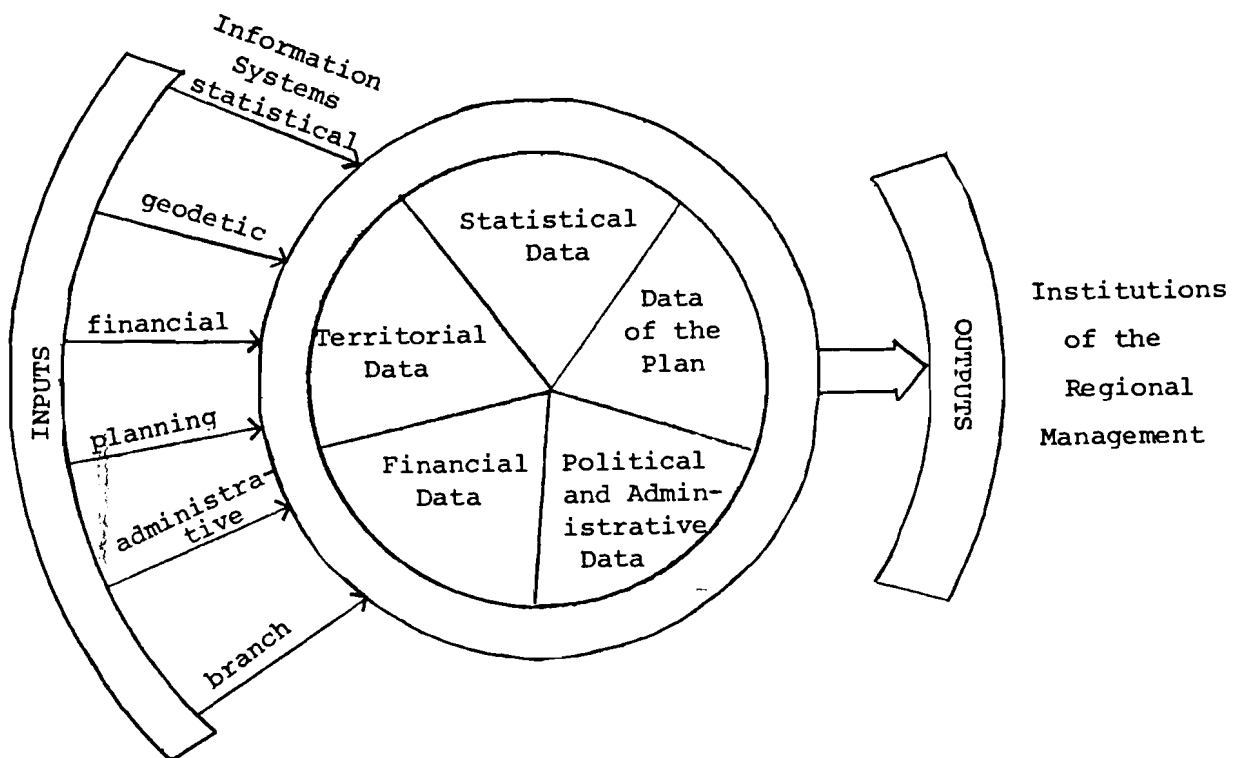 Information
Systems
statistical
geodetic
financial
planning
administra-
tive
branch
INPUTS
Statistical
Data
Territorial
Data
Data
of the
Plan
Financial
Data
Political
and Admin-
istrative
Data
OUTPUTS
Institutions
of the
Regional
Management